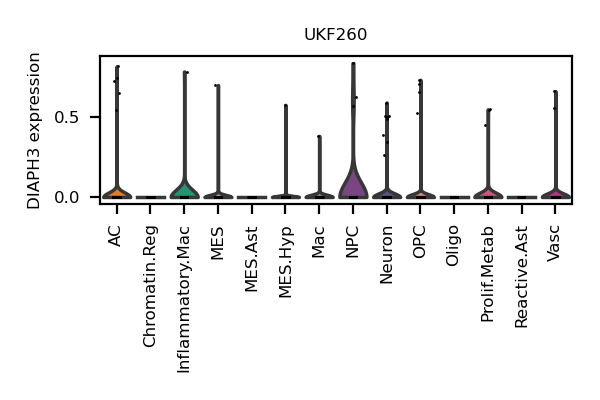 UKF260
DIAPH3 expression
0.5
0.0
AC
Chromatin.Reg
Inflammatory.Mac
MES
MES.Ast
MES.Hyp
Mac
NPC
Neuron
OPC
Oligo
Prolif.Metab
Reactive.Ast
Vasc